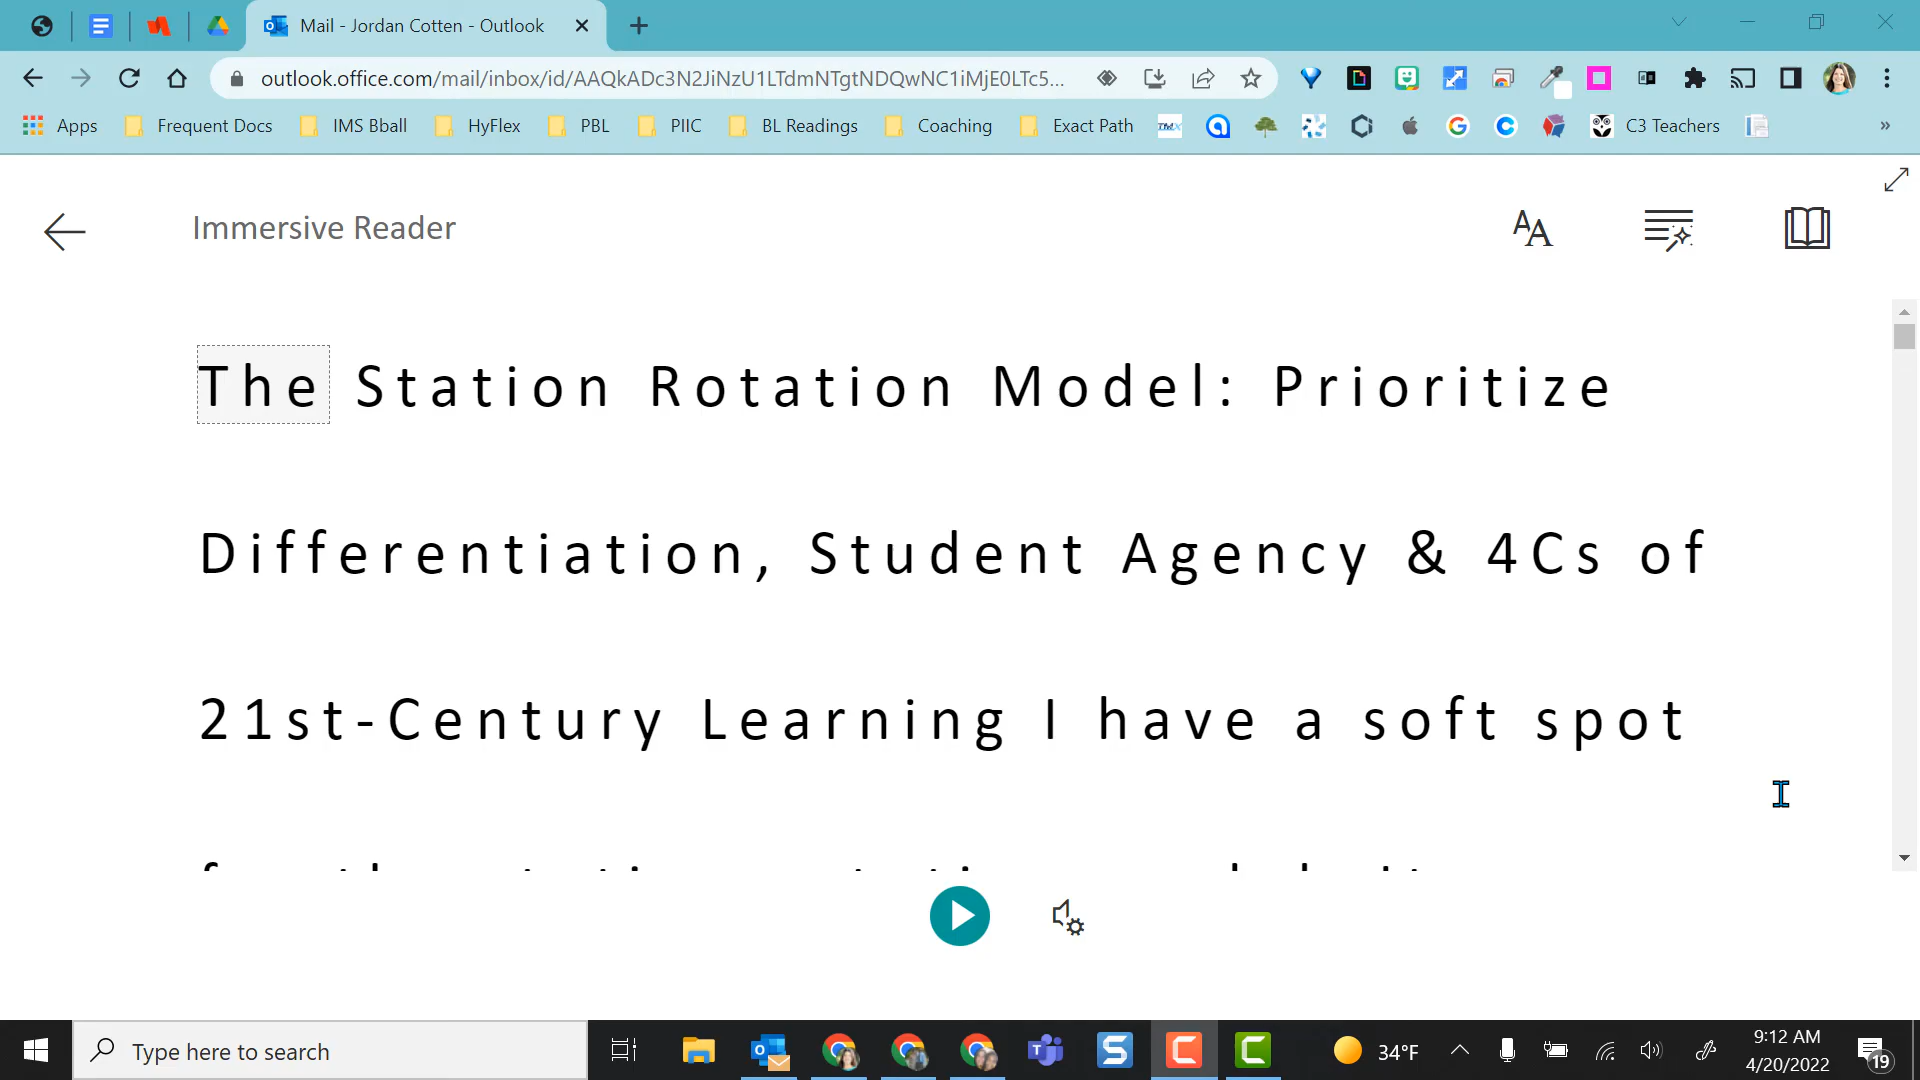 Mail - Jordan Cotten - Outlook
outlook.office.com/mail/inbox/id/AAQkADc3N2JiNzU1LTdmNTgtNDQwNC1iMjE0LTc5...
Apps Frequent Docs IMS Bball HyFlex PBL PIIC BL Readings Coaching Exact Path C3 Teachers »
Immersive Reader
The Station Rotation Model: Prioritize
Differentiation, Student Agency & 4Cs of
21st-Century Learning I have a soft spot
Type here to search
34°F
9:12 AM
4/20/2022
19